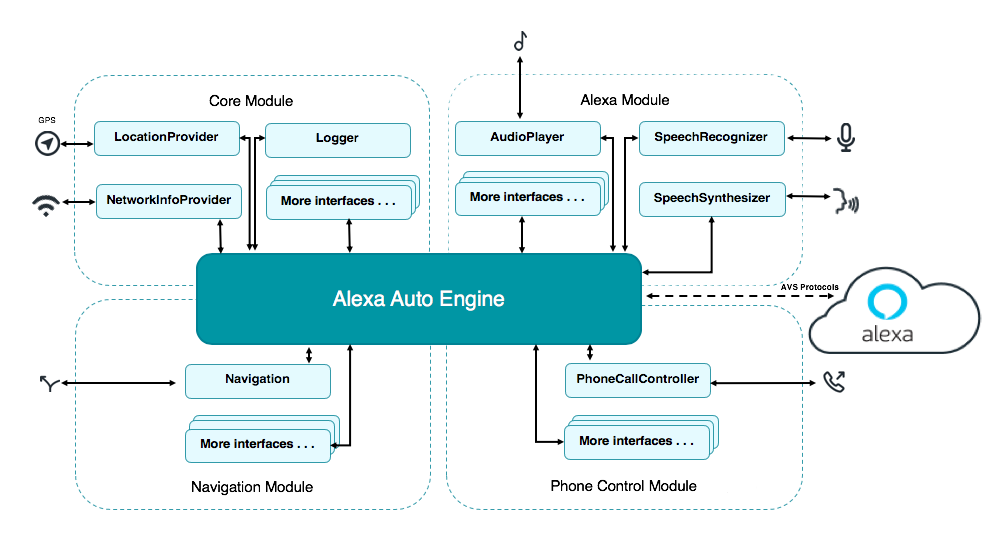 Core Module
Alexa Module
GPS
LocationProvider
Logger
AudioPlayer
SpeechRecognizer
NetworkInfoProvider
More interfaces . . .
More interfaces . . .
SpeechSynthesizer
Alexa Auto Engine
AVS Protocols
alexa
Navigation
PhoneCallController
More interfaces . . .
More interfaces . . .
Navigation Module
Phone Control Module